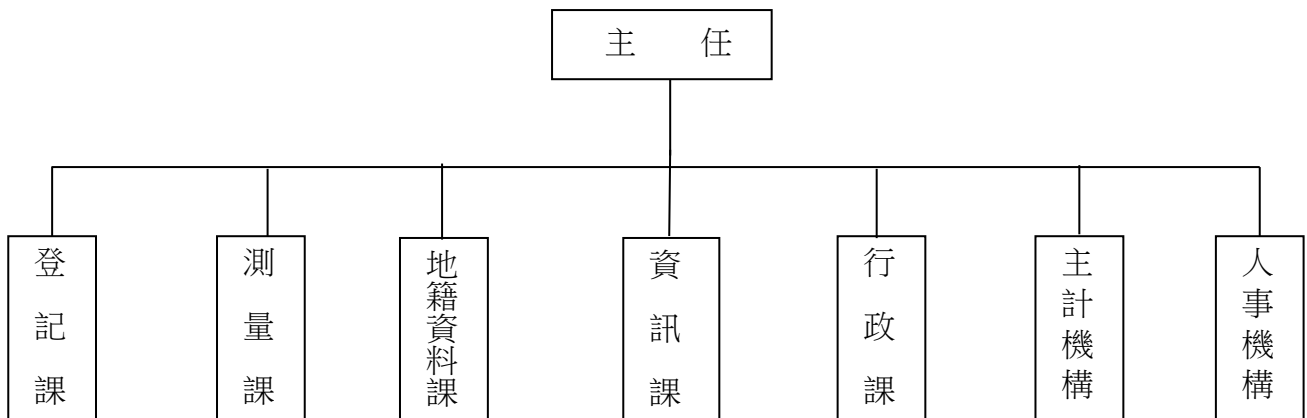 主 任
登記課
測量課
地籍資料課
資訊課
行政課
主計機構
人事機構